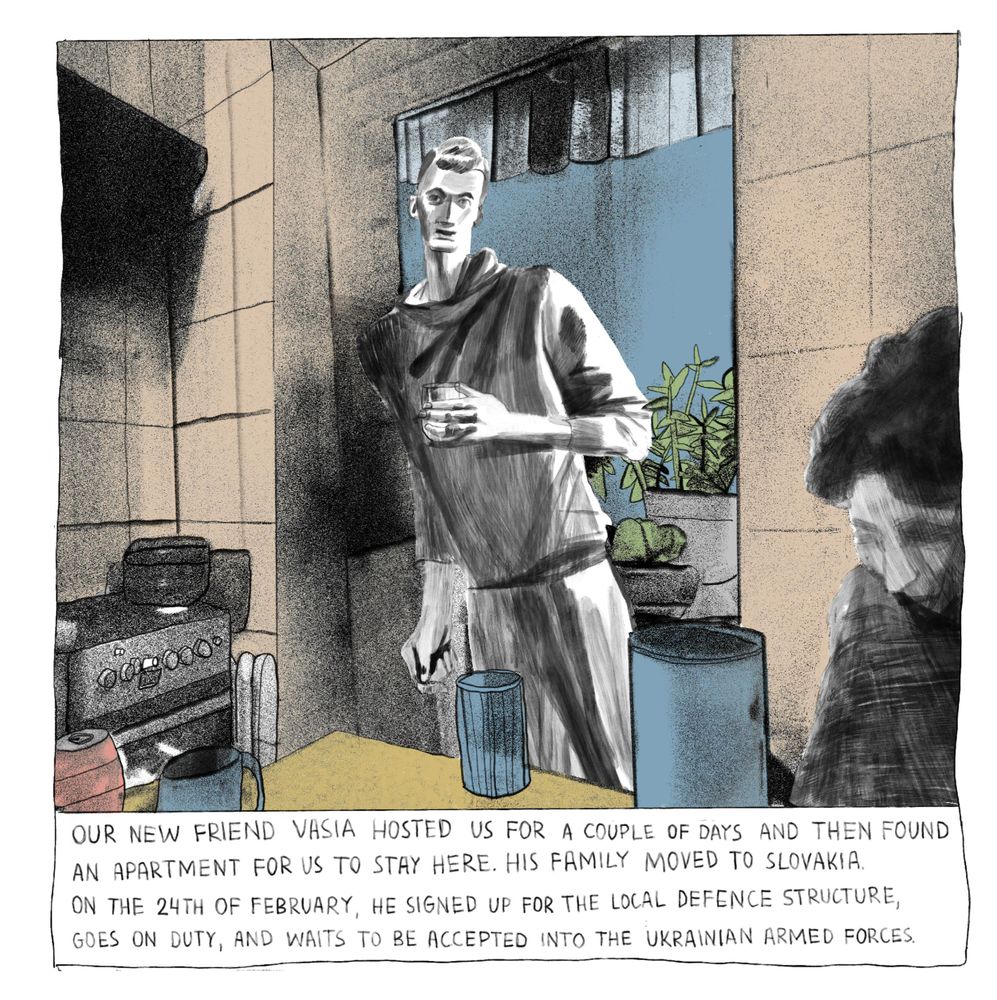 OUR NEW FRIEND VASIA HOSTED US FOR A COUPLE OF DAYS AND THEN FOUND
AN APARTMENT FOR US TO STAY HERE. HIS FAMILY MOVED TO SLOVAKIA.
ON THE 24TH OF FEBRUARY, HE SIGNED UP FOR THE LOCAL DEFENCE STRUCTURE,
GOES ON DUTY, AND WAITS TO BE ACCEPTED INTO THE UKRAINIAN ARMED FORCES.